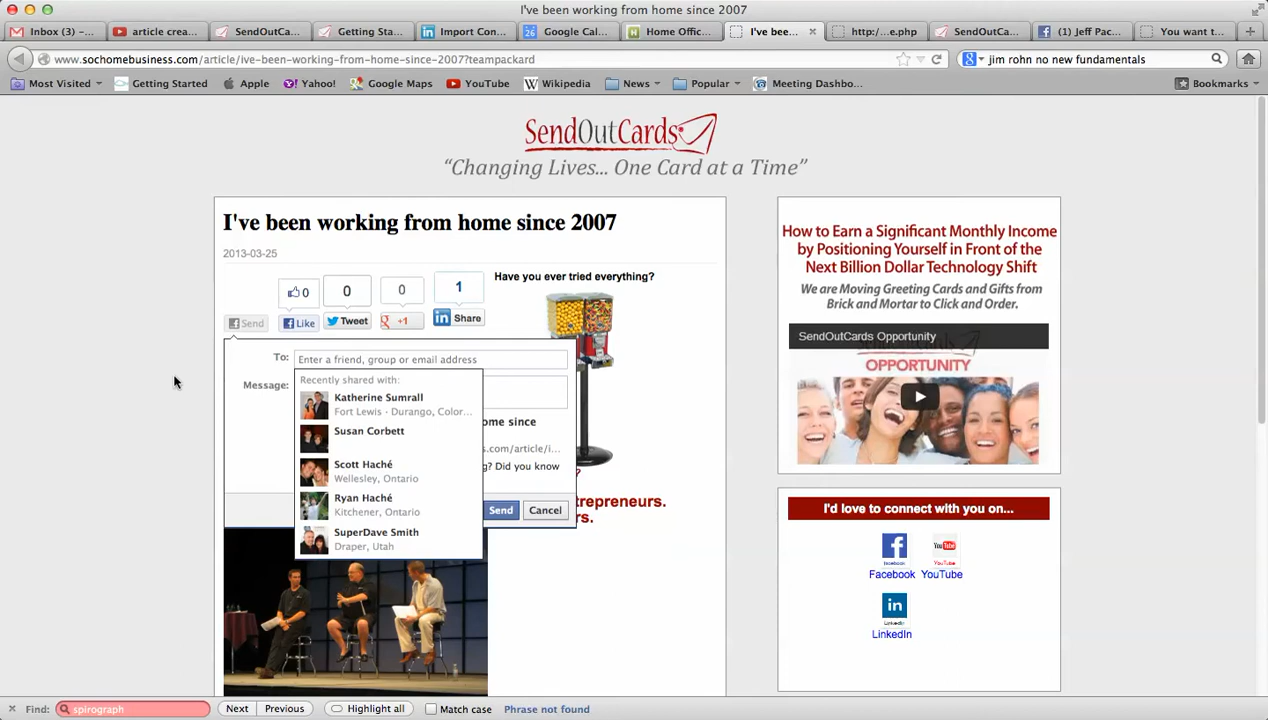 I've been working from home since 2007
Inbox (3) –...
article crea...
SendOutCa...
Getting Sta...
Import Con...
Google Cal...
Home Offic...
I've bee...
http:/...e.php
SendOutCa...
(1) Jeff Pac...
You want t...
www.sochomebusiness.com/article/ive-been-working-from-home-since-2007?teampackard
jim rohn no new fundamentals
Most Visited
Getting Started
Apple
Yahoo!
Google Maps
YouTube
Wikipedia
News
Popular
Meeting Dashbo...
Bookmarks
SendOutCards
“Changing Lives... One Card at a Time”
I've been working from home since 2007
2013-03-25
Send
0
Like
0
Tweet
0
+1
1
Share
Have you ever tried everything?
To:
Enter a friend, group or email address
Message:
Recently shared with:
Katherine Sumrall
Fort Lewis · Durango, Color...
Susan Corbett
Scott Haché
Wellesley, Ontario
Ryan Haché
Kitchener, Ontario
SuperDave Smith
Draper, Utah
ome since
s.com/article/i...
g? Did you know
Send
Cancel
trepreneurs.
rs.
How to Earn a Significant Monthly Income
by Positioning Yourself in Front of the
Next Billion Dollar Technology Shift
We are Moving Greeting Cards and Gifts from
Brick and Mortar to Click and Order.
SendOutCards Opportunity
OPPORTUNITY
I'd love to connect with you on...
facebook
YouTube
Facebook
YouTube
LinkedIn
LinkedIn
Find:
spirograph
Next
Previous
Highlight all
Match case
Phrase not found